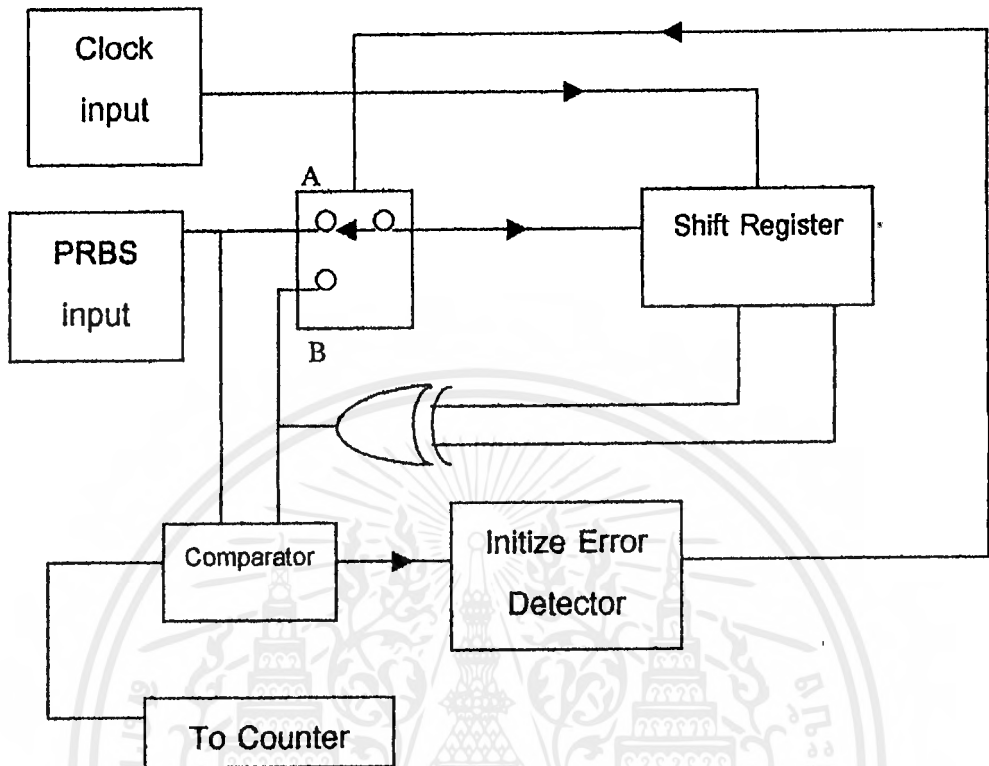 Clock
input
A
PRBS
input
B
Shift Register
Comparator
Initize Error
Detector
To Counter